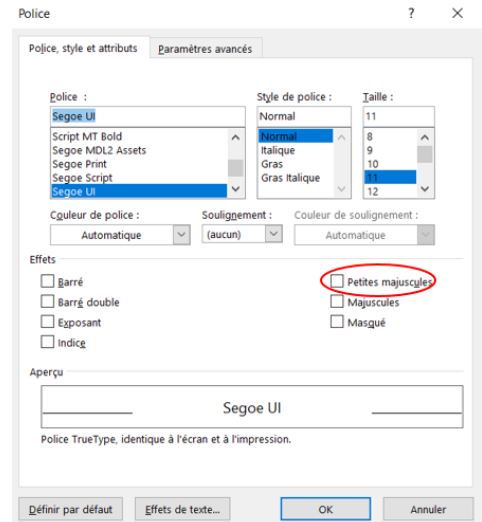 Police ? ×
Police, style et attributs Paramètres avancés
Police : Style de police : Taille :
Segoe UI Normal 11
Script MT Bold Normal 8
Segoe MDL2 Assets Italique 9
Segoe Print Gras 10
Segoe Script Gras Italique 11
Segoe UI 12
Couleur de police : Soulignement : Couleur de soulignement :
Automatique (aucun) Automatique
Effets
Barré Petites majuscules
Barré double Majuscules
Exposant Masqué
Indice
Aperçu
Segoe UI
Police TrueType, identique à l'écran et à l'impression.
Définir par défaut Effets de texte... OK Annuler